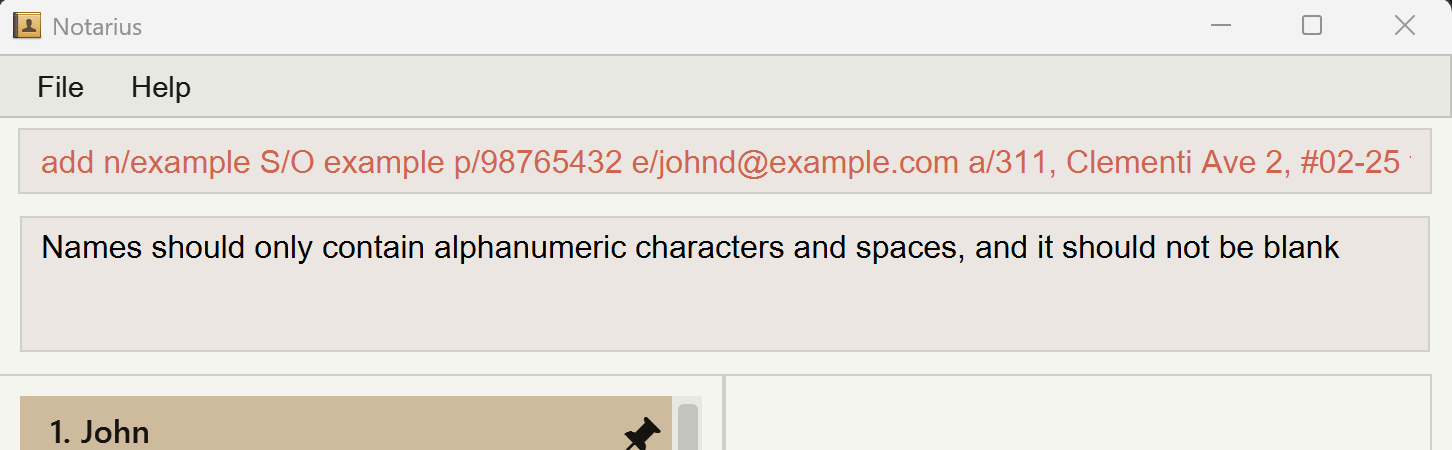 Notarius
File Help
add n/example S/O example p/98765432 e/johnd@example.com a/311, Clementi Ave 2, #02-25
Names should only contain alphanumeric characters and spaces, and it should not be blank
1. John